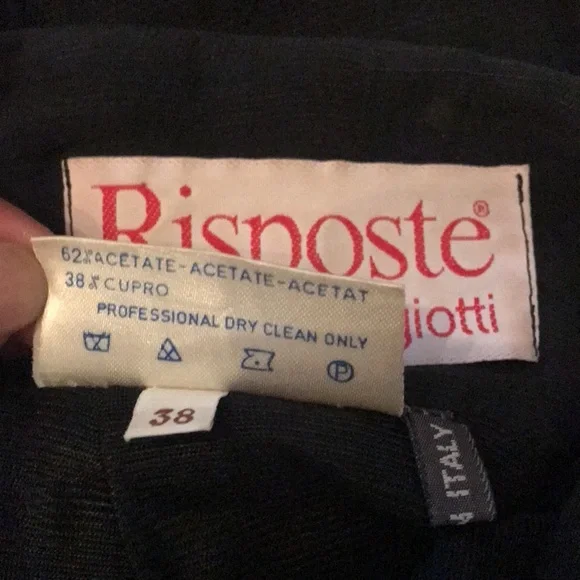 Risposte®
giotti
62% ACETATE-ACETATE-ACETAT
38% CUPRO
PROFESSIONAL DRY CLEAN ONLY
P
38
ITALY